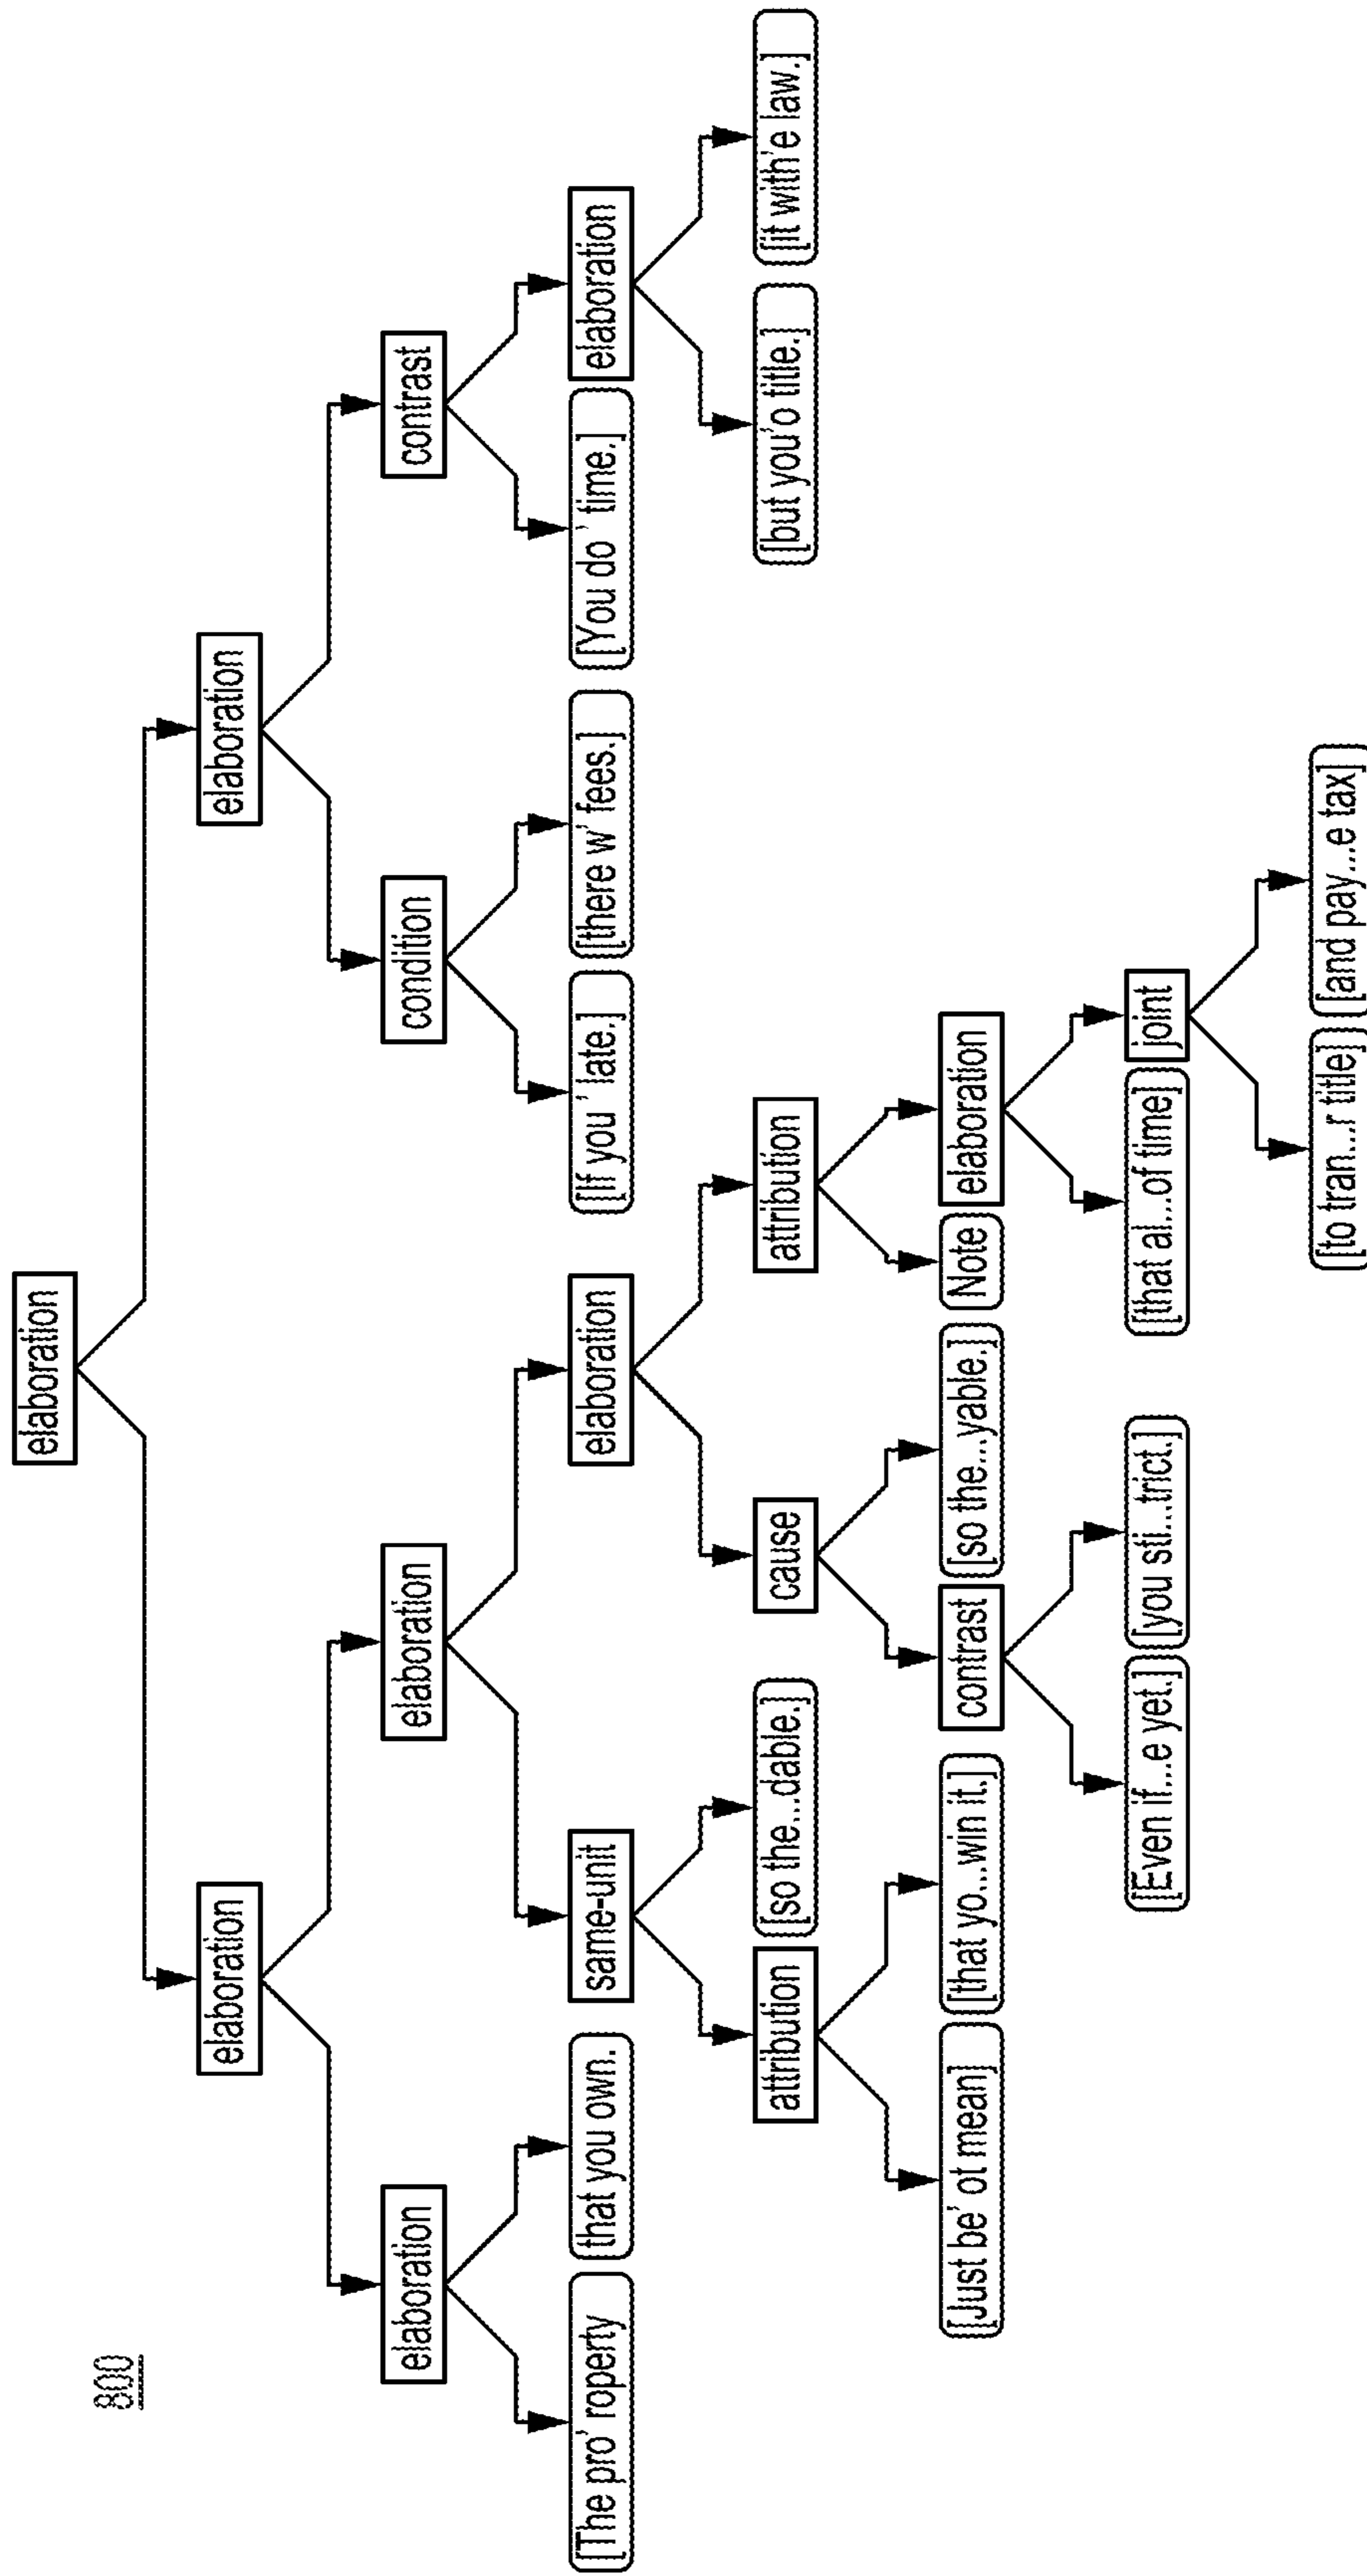 800
elaboration
elaboration
elaboration
elaboration
elaboration
condition
contrast
[The pro' roperty
that you own.
same-unit
elaboration
[If you ' late.]
[there w' fees.]
[You do ' time.]
elaboration
attribution
[so the...dable.]
cause
attribution
[but you'o title.]
[it with'e law.]
[Just be' ot mean]
[that yo...win it.]
contrast
[so the...yable.]
Note
elaboration
[Even if...e yet.]
[you sti...trict.]
[that al...of time]
joint
[to tran...r title]
[and pay...e tax]